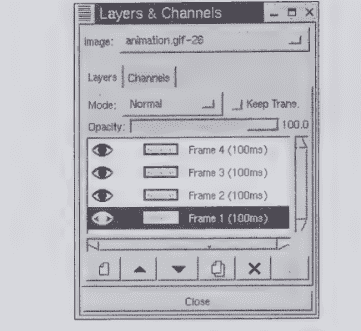 Layers & Channels
Image: animation.gif-26
Layers Channels
Mode: Normal Keep Trans.
Opacity: 100.0
Frame 4 (100ms)
Frame 3 (100ms)
Frame 2 (100ms)
Frame 1 (100ms)
Close